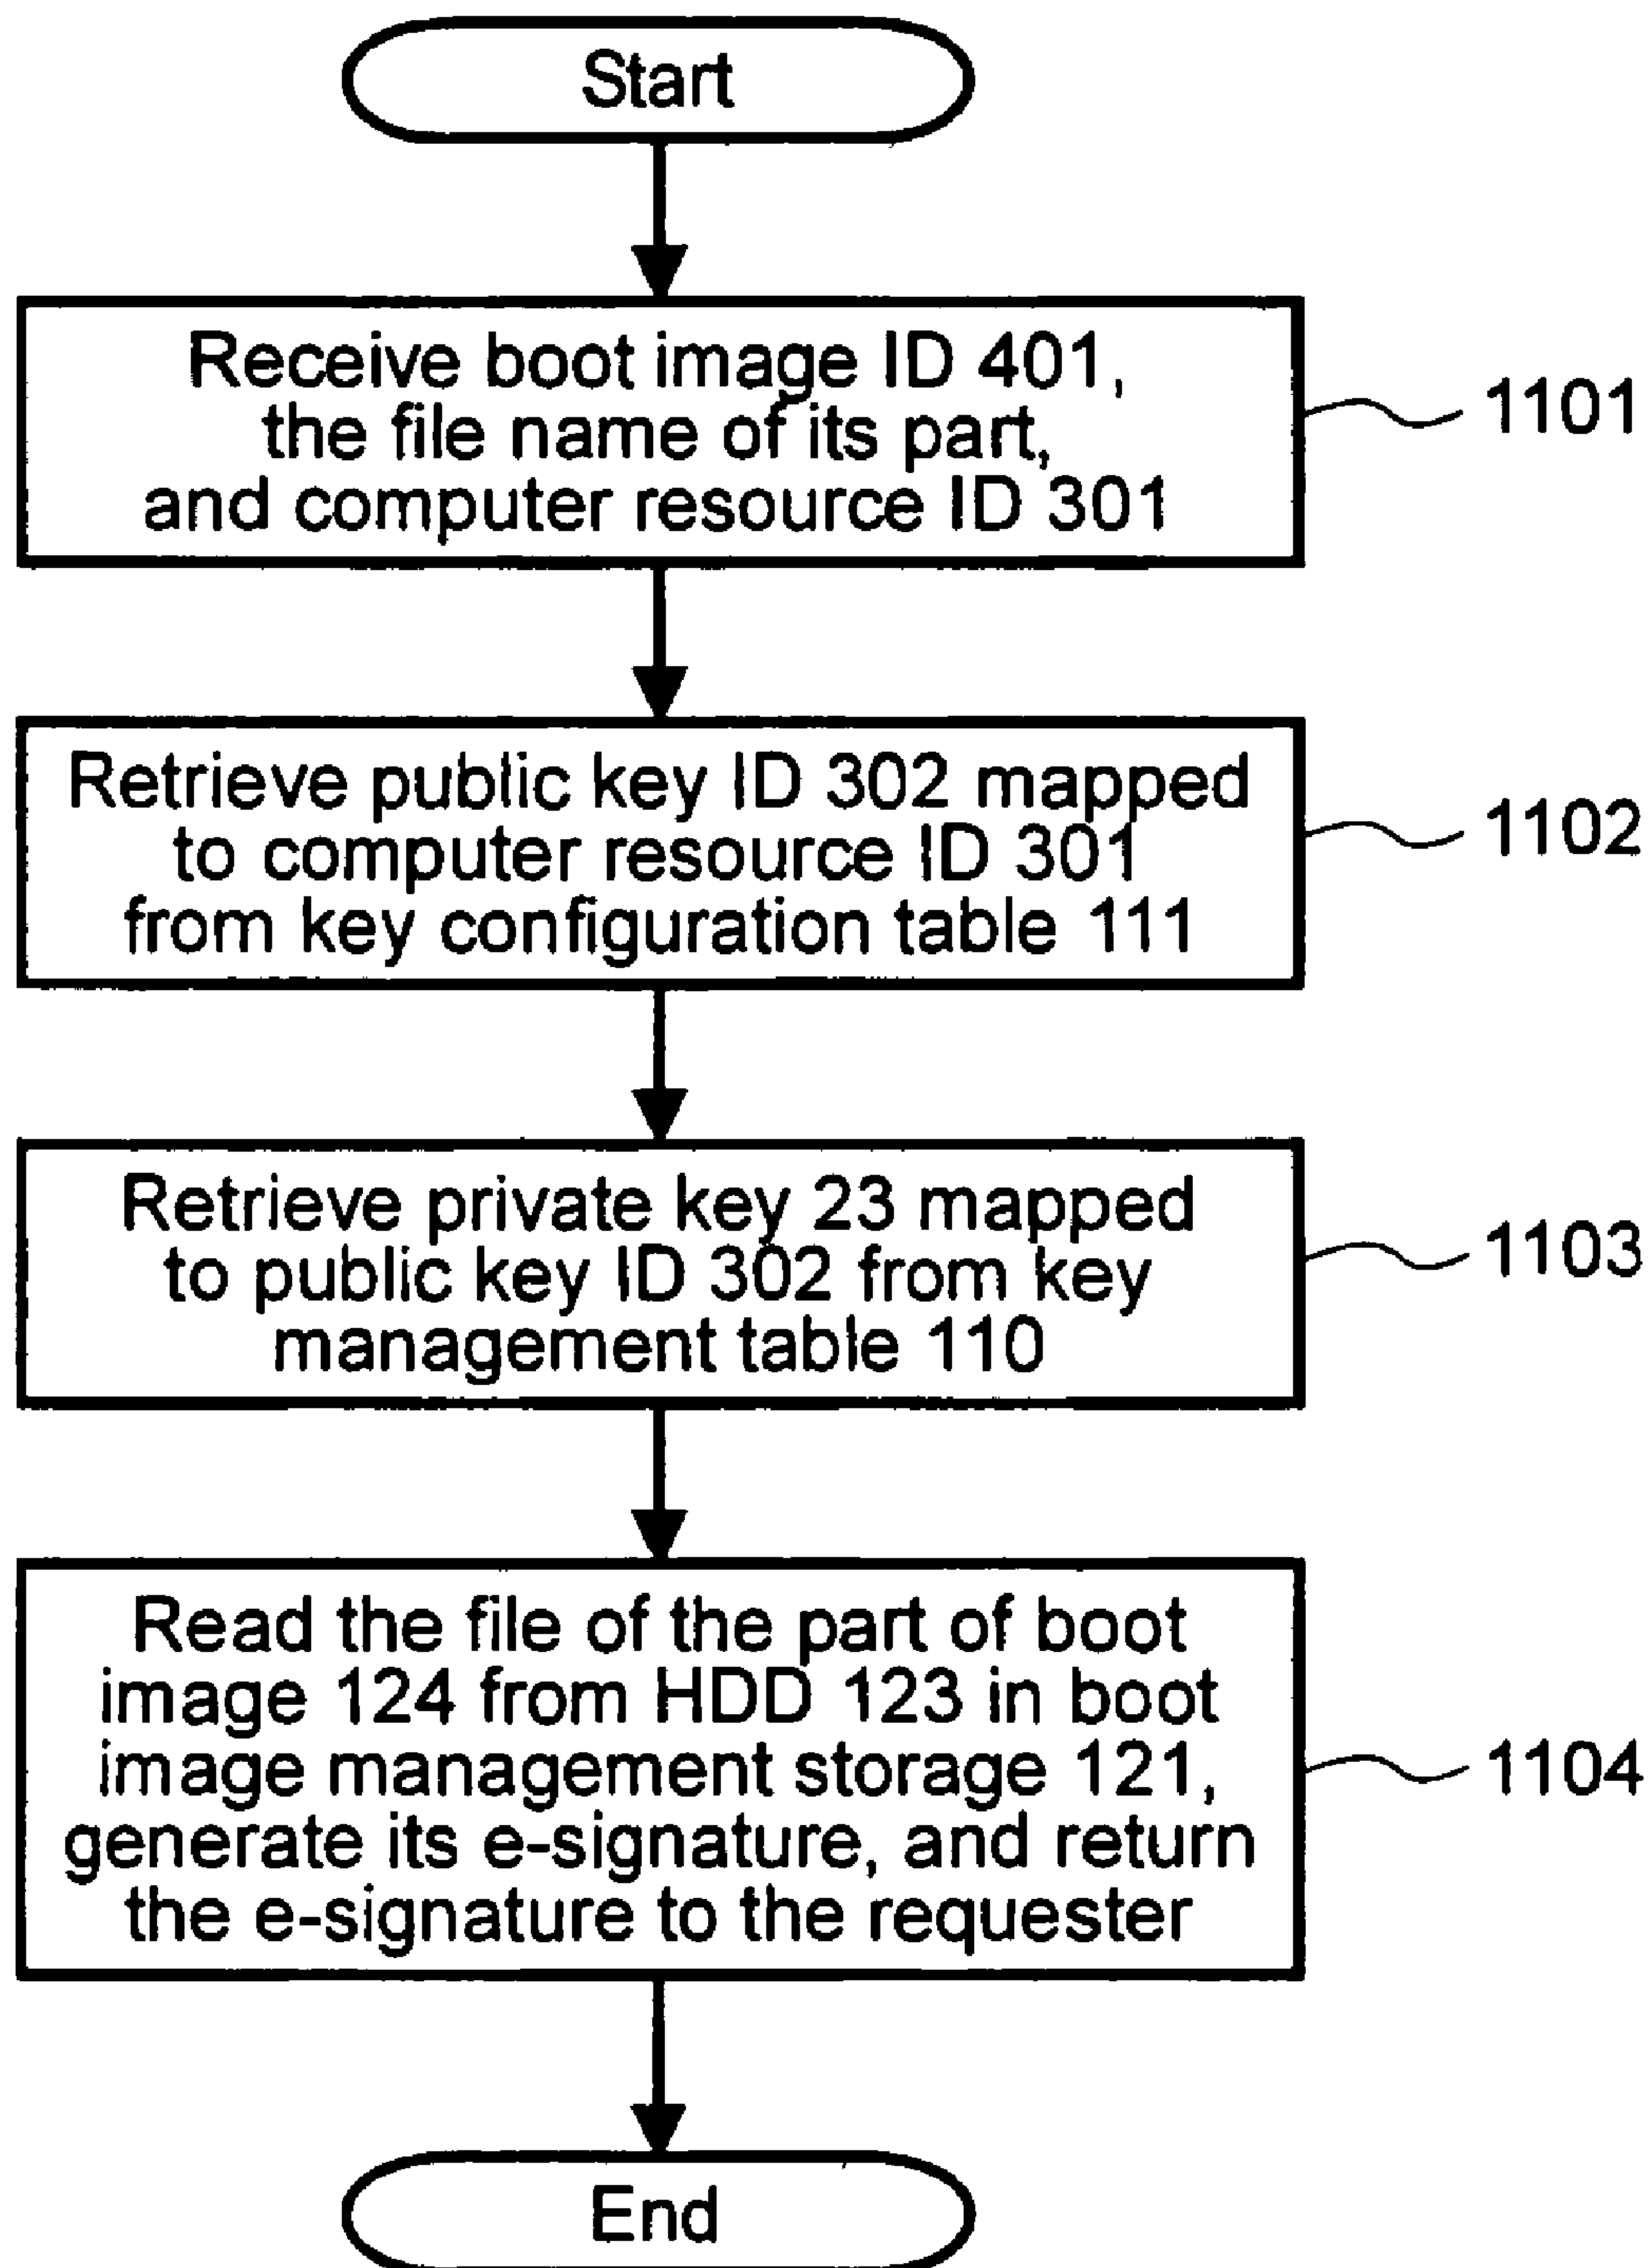 Start
Receive boot image ID 401,
the file name of its part,
and computer resource ID 301
1101
Retrieve public key ID 302 mapped
to computer resource ID 301
from key configuration table 111
1102
Retrieve private key 23 mapped
to public key ID 302 from key
management table 110
1103
Read the file of the part of boot
image 124 from HDD 123 in boot
image management storage 121,
generate its e-signature, and return
the e-signature to the requester
1104
End